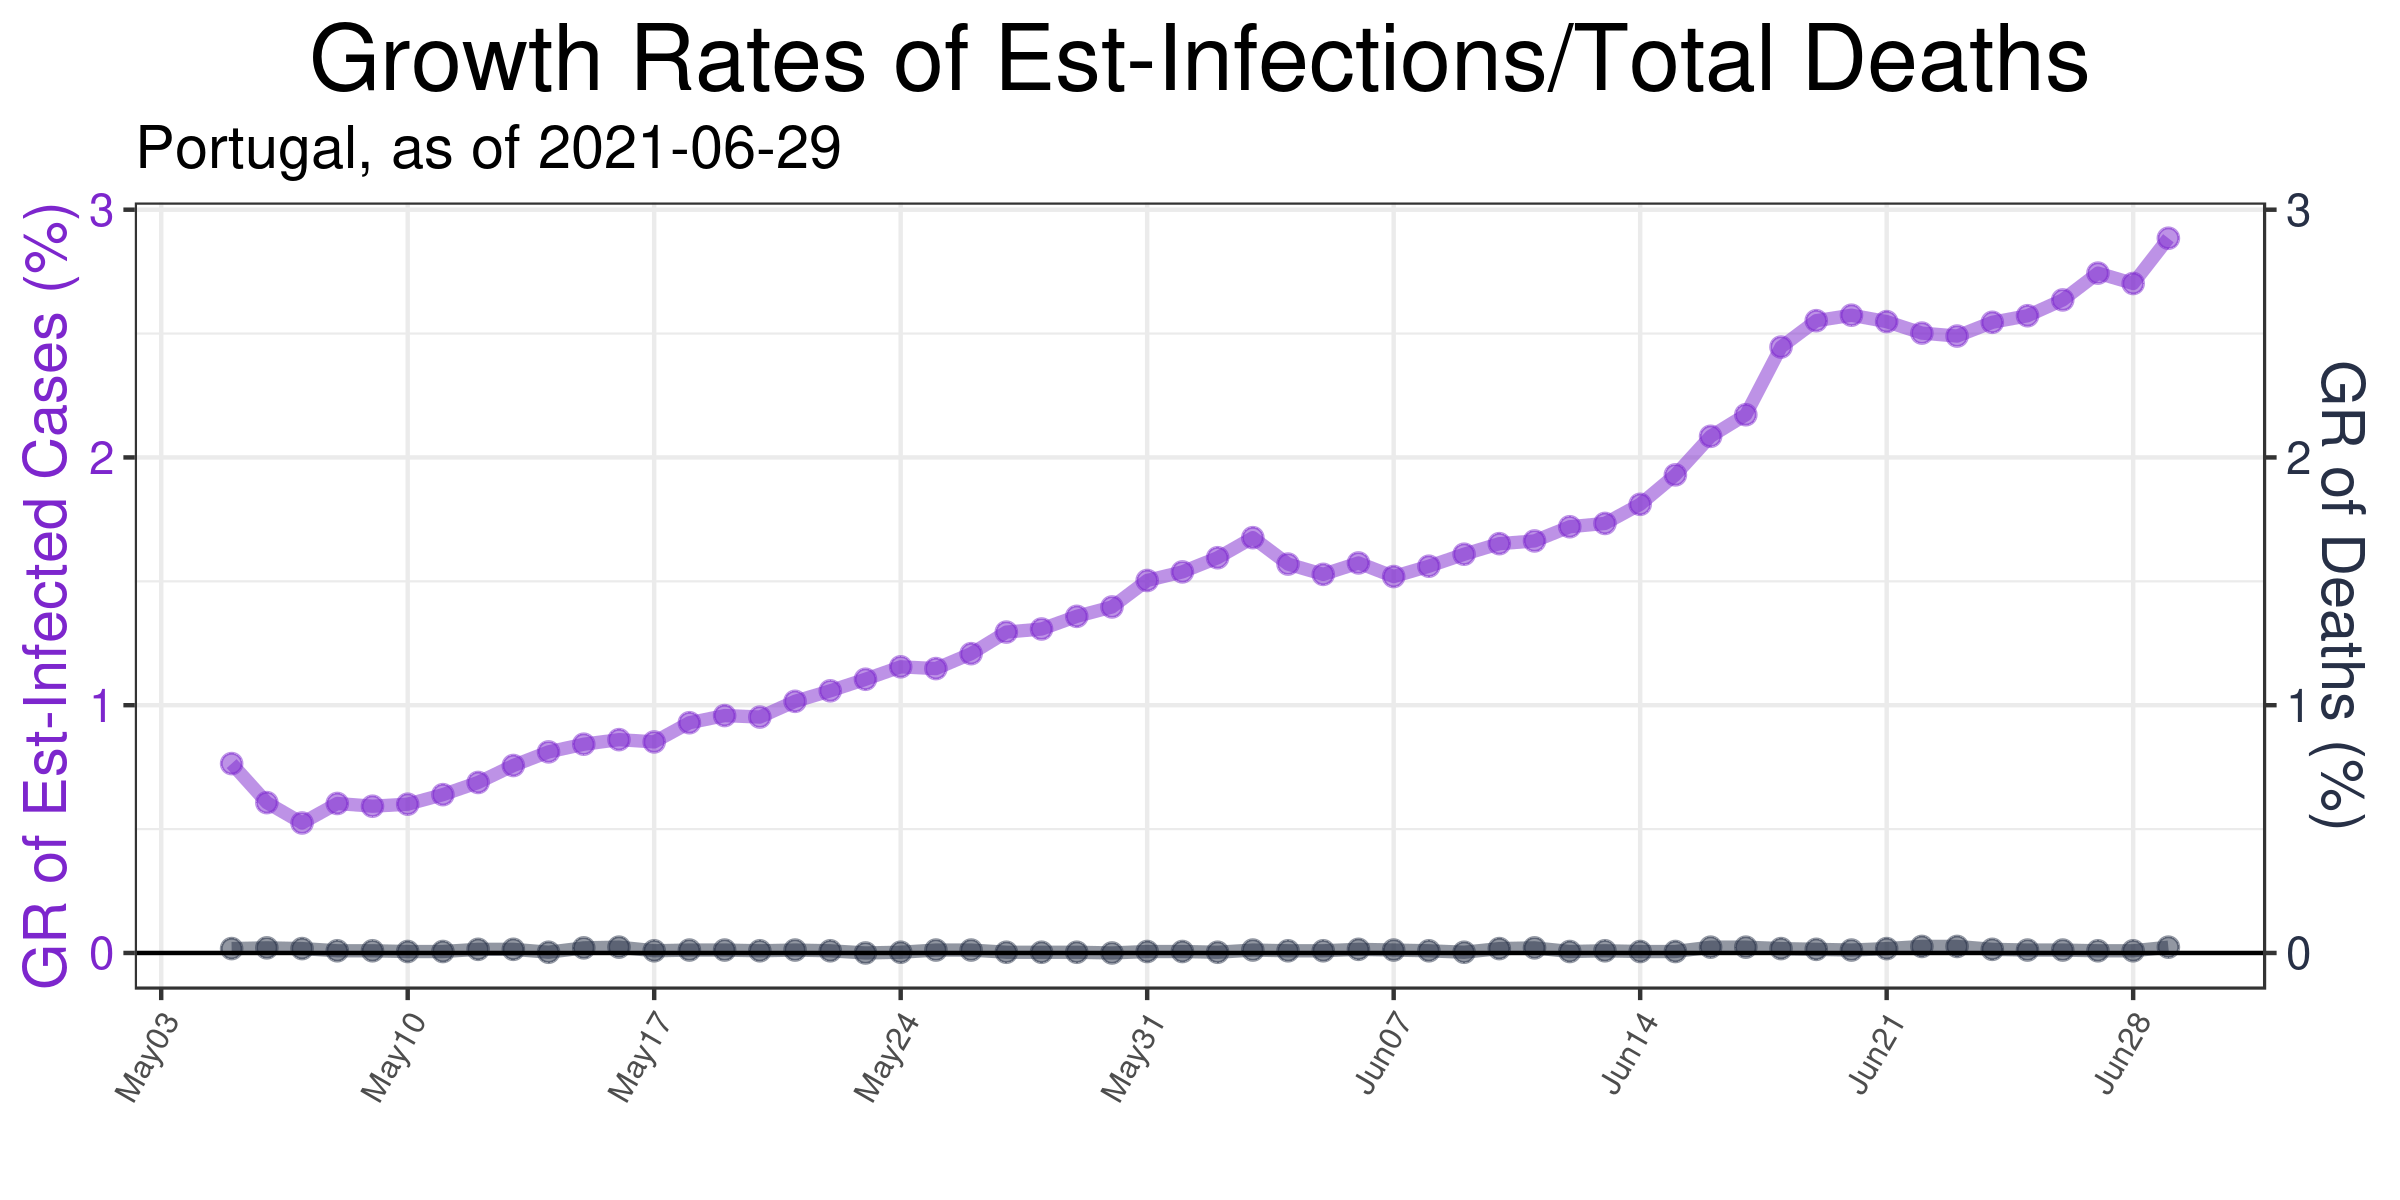 Growth Rates of Est-Infections/Total Deaths
Portugal, as of 2021-06-29
GR of Est-Infected Cases (%)
3
2
1
0
3
2
1
0
GR of Deaths (%)
May03
May10
May17
May24
May31
Jun07
Jun14
Jun21
Jun28